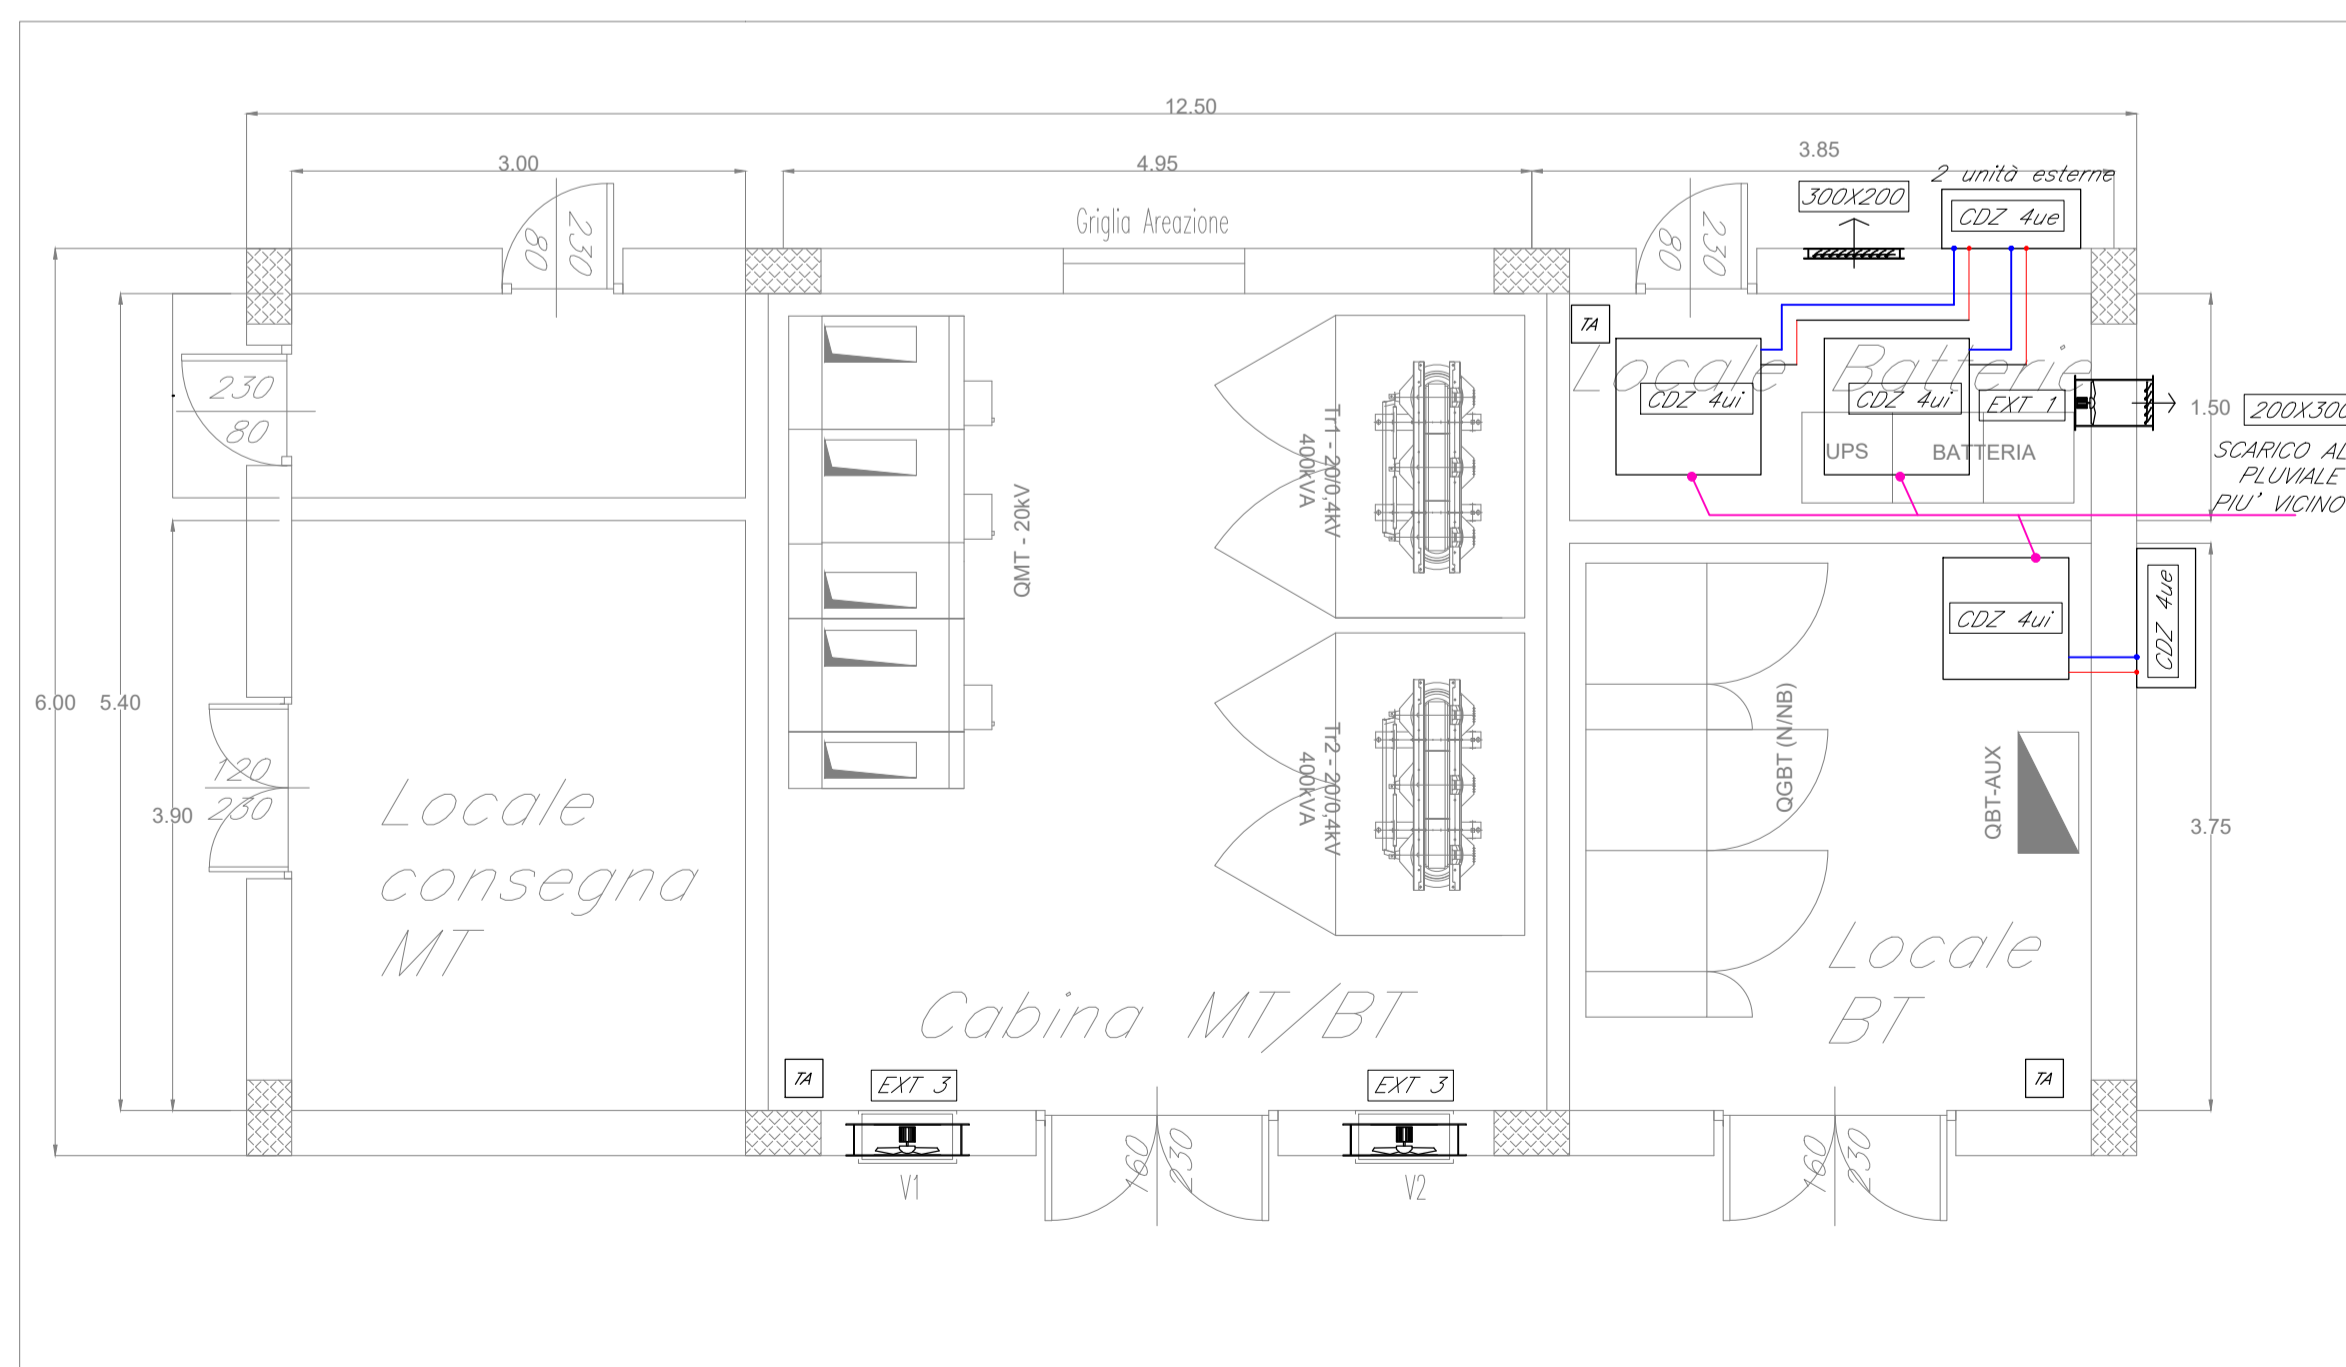 12.50
3.00
4.95
3.85
2 unità esterne
300X200
CDZ 4ue
Griglia Areazione
80
230
80
230
TA
Locale Batterie
CDZ 4ui
CDZ 4ui
EXT 1
1.50
200X300
UPS
BATTERIA
SCARICO AL
PLUVIALE
PIU' VICINO
230
80
QMT - 20kV
Tr1 - 20/0,4kV
400kVA
CDZ 4ui
CDZ 4ue
6.00
5.40
3.90
120
230
Locale
consegna
MT
Tr2 - 20/0,4kV
400kVA
QGBT (N/NB)
QBT-AUX
3.75
Cabina MT/BT
Locale
BT
TA
EXT 3
EXT 3
TA
V1
160
230
V2
160
230